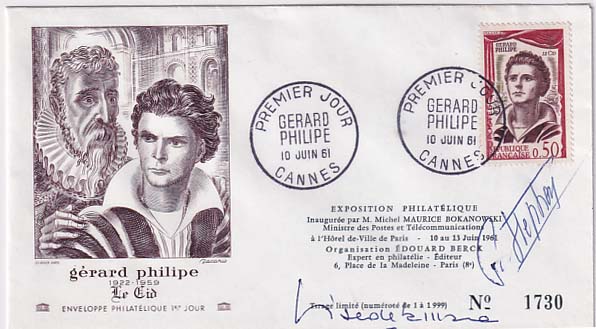 GÉRARD
PHILIPE
LE CID
RÉPUBLIQUE
FRANÇAISE 0,50
PREMIER JOUR
GERARD
PHILIPE
10 JUIN 61
CANNES
PREMIER JOUR
GERARD
PHILIPE
10 JUIN 61
CANNES
gérard philipe
1922-1959
Le Cid
ENVELOPPE PHILATÉLIQUE 1ER JOUR
EXPOSITION PHILATÉLIQUE
Inaugurée par M. Michel MAURICE BOKANOWSKI
Ministre des Postes et Télécommunications
à l'Hôtel de-Ville de Paris - 10 au 13 Juin 1961
Organisation ÉDOUARD BERCK
Expert en philatélie - Éditeur
6, Place de la Madeleine - Paris (8e)
Tirage limité (numéroté de 1 à 1999) No 1730